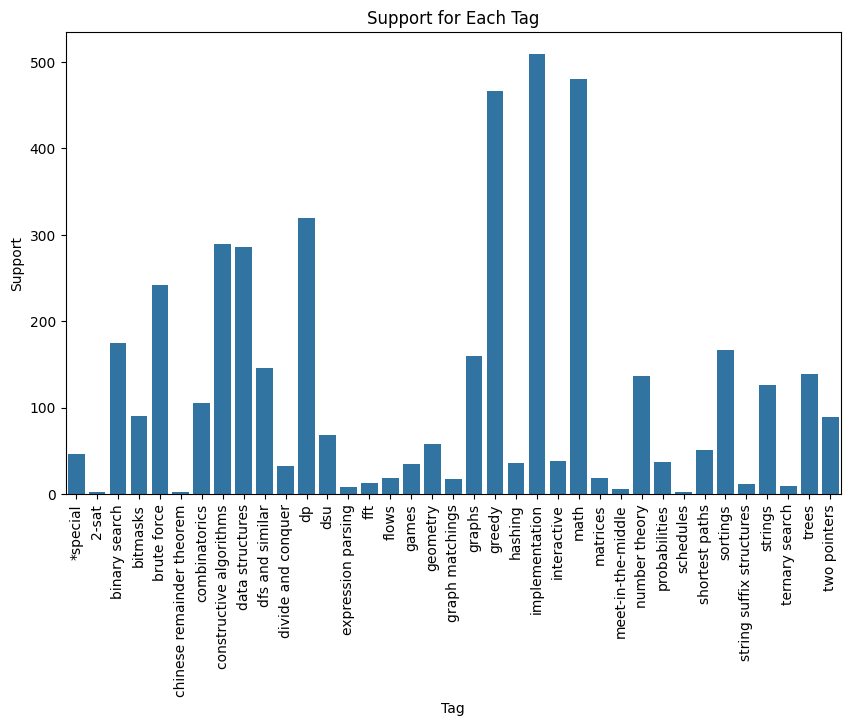 Support for Each Tag
Support
500
400
300
200
100
0
*special
2-sat
binary search
bitmasks
brute force
chinese remainder theorem
combinatorics
constructive algorithms
data structures
dfs and similar
divide and conquer
dp
dsu
expression parsing
fft
flows
games
geometry
graph matchings
graphs
greedy
hashing
implementation
interactive
math
matrices
meet-in-the-middle
number theory
probabilities
schedules
shortest paths
sortings
string suffix structures
strings
ternary search
trees
two pointers
Tag